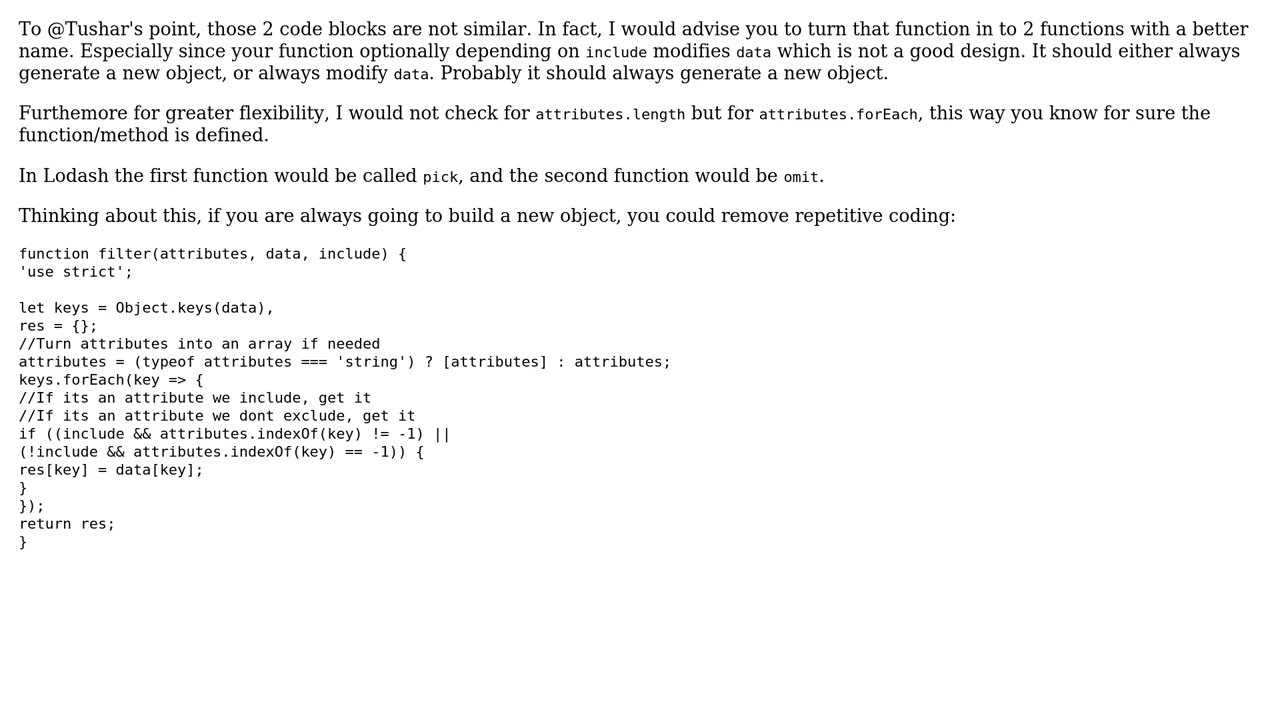 To @Tushar's point, those 2 code blocks are not similar. In fact, I would advise you to turn that function in to 2 functions with a better
name. Especially since your function optionally depending on include modifies data which is not a good design. It should either always
generate a new object, or always modify data. Probably it should always generate a new object.
Furthemore for greater flexibility, I would not check for attributes.length but for attributes.forEach, this way you know for sure the
function/method is defined.
In Lodash the first function would be called pick, and the second function would be omit.
Thinking about this, if you are always going to build a new object, you could remove repetitive coding:
function filter(attributes, data, include) {
'use strict';
let keys = Object.keys(data),
res = {};
//Turn attributes into an array if needed
attributes = (typeof attributes === 'string') ? [attributes] : attributes;
keys.forEach(key => {
//If its an attribute we include, get it
//If its an attribute we dont exclude, get it
if ((include && attributes.indexOf(key) != -1) ||
(!include && attributes.indexOf(key) == -1)) {
res[key] = data[key];
}
});
return res;
}